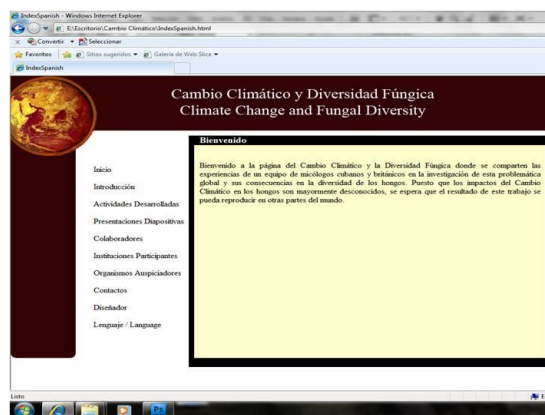 IndexSpanish - Windows Internet Explorer
E:\Escritorio\Cambio Climático\IndexSpanish.html
x Convertir Seleccionar
Favoritos Sitios sugeridos Galería de Web Slice
IndexSpanish
Cambio Climático y Diversidad Fúngica
Climate Change and Fungal Diversity
Bienvenido
Bienvenido a la página del Cambio Climático y la Diversidad Fúngica donde se comparten las
experiencias de un equipo de micólogos cubanos y británicos en la investigación de esta problemática
global y sus consecuencias en la diversidad de los hongos. Puesto que los impactos del Cambio
Climático en los hongos son mayormente desconocidos, se espera que el resultado de este trabajo se
pueda reproducir en otras partes del mundo.
Inicio
Introducción
Actividades Desarrolladas
Presentaciones Diapositivas
Colaboradores
Instituciones Participantes
Organismos Auspiciadores
Contactos
Diseñador
Lenguaje / Language
Listo
E
Ps